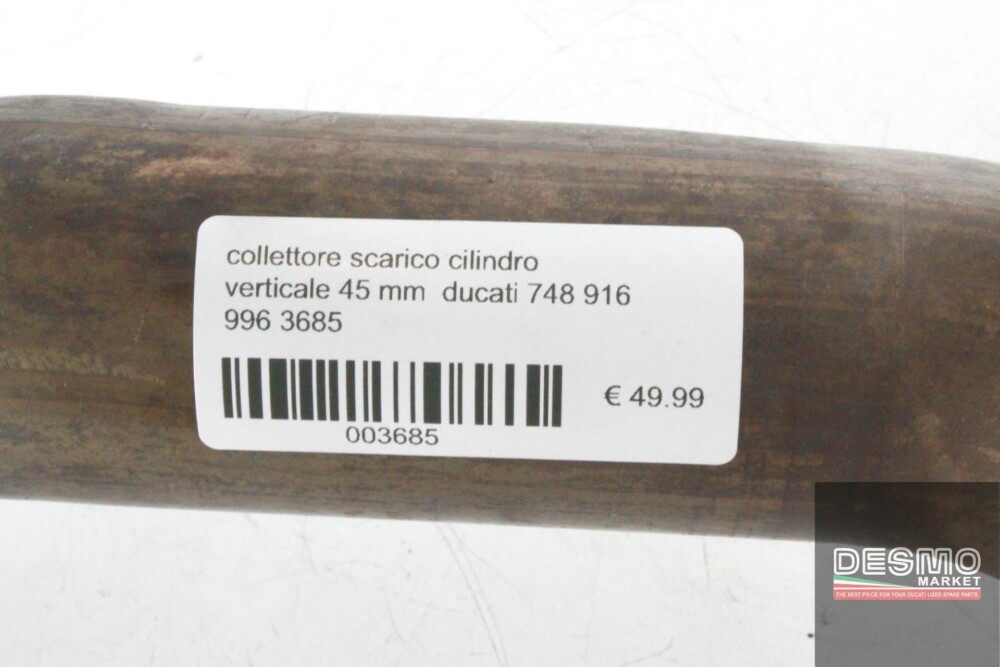 collettore scarico cilindro
verticale 45 mm  ducati 748 916
996 3685
€ 49.99
003685
DESMO
MARKET
THE BEST PRICE FOR YOUR DUCATI USED SPARE PARTS